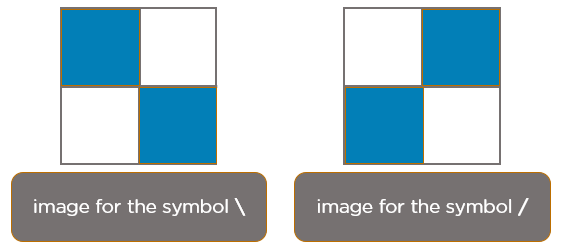 image for the symbol \
image for the symbol /